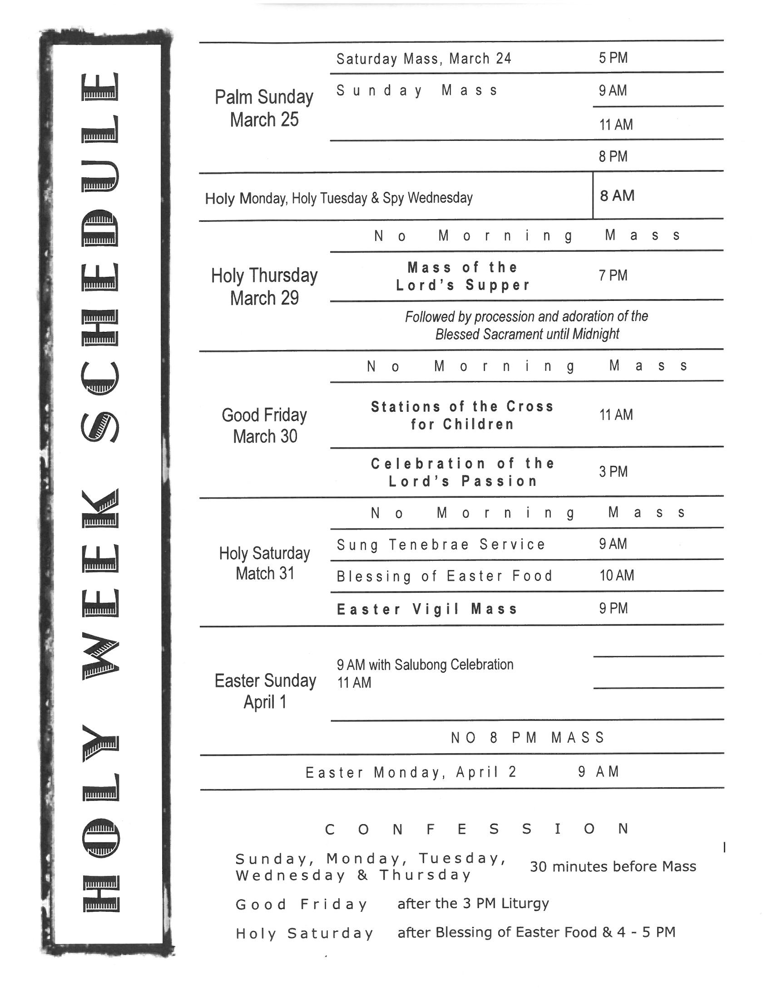 HOLY WEEK SCHEDULE
Saturday Mass, March 24 5 PM
Palm Sunday
March 25
Sunday Mass 9 AM
11 AM
8 PM
Holy Monday, Holy Tuesday & Spy Wednesday 8 AM
No Morning Mass
Holy Thursday
March 29
Mass of the
Lord's Supper
7 PM
Followed by procession and adoration of the
Blessed Sacrament until Midnight
No Morning Mass
Good Friday
March 30
Stations of the Cross
for Children
11 AM
Celebration of the
Lord's Passion
3 PM
No Morning Mass
Holy Saturday
Match 31
Sung Tenebrae Service 9 AM
Blessing of Easter Food 10 AM
Easter Vigil Mass 9 PM
Easter Sunday
April 1
9 AM with Salubong Celebration
11 AM
NO 8 PM MASS
Easter Monday, April 2 9 AM
CONFESSION
Sunday, Monday, Tuesday,
Wednesday & Thursday
30 minutes before Mass
Good Friday after the 3 PM Liturgy
Holy Saturday after Blessing of Easter Food & 4 - 5 PM